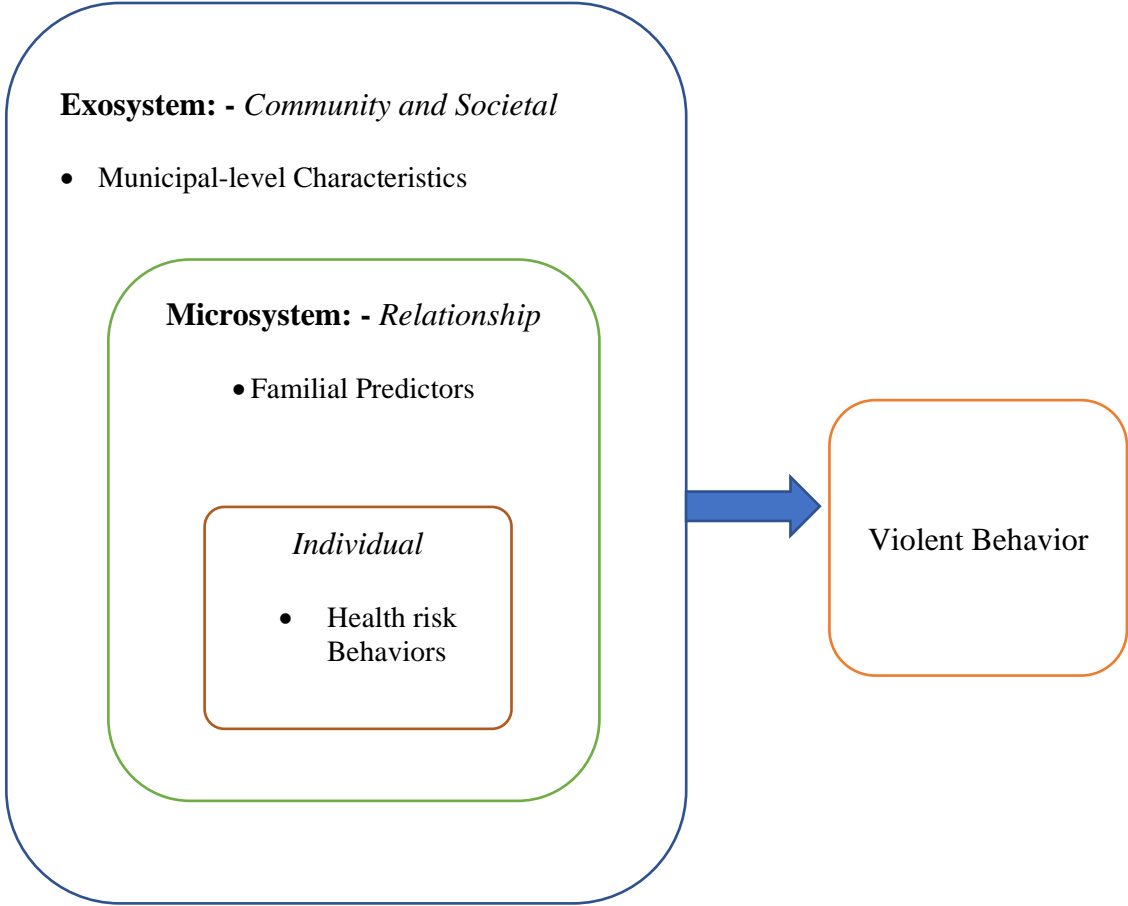 Exosystem: - Community and Societal
• Municipal-level Characteristics
Microsystem: - Relationship
• Familial Predictors
Individual
• Health risk
Behaviors
Violent Behavior